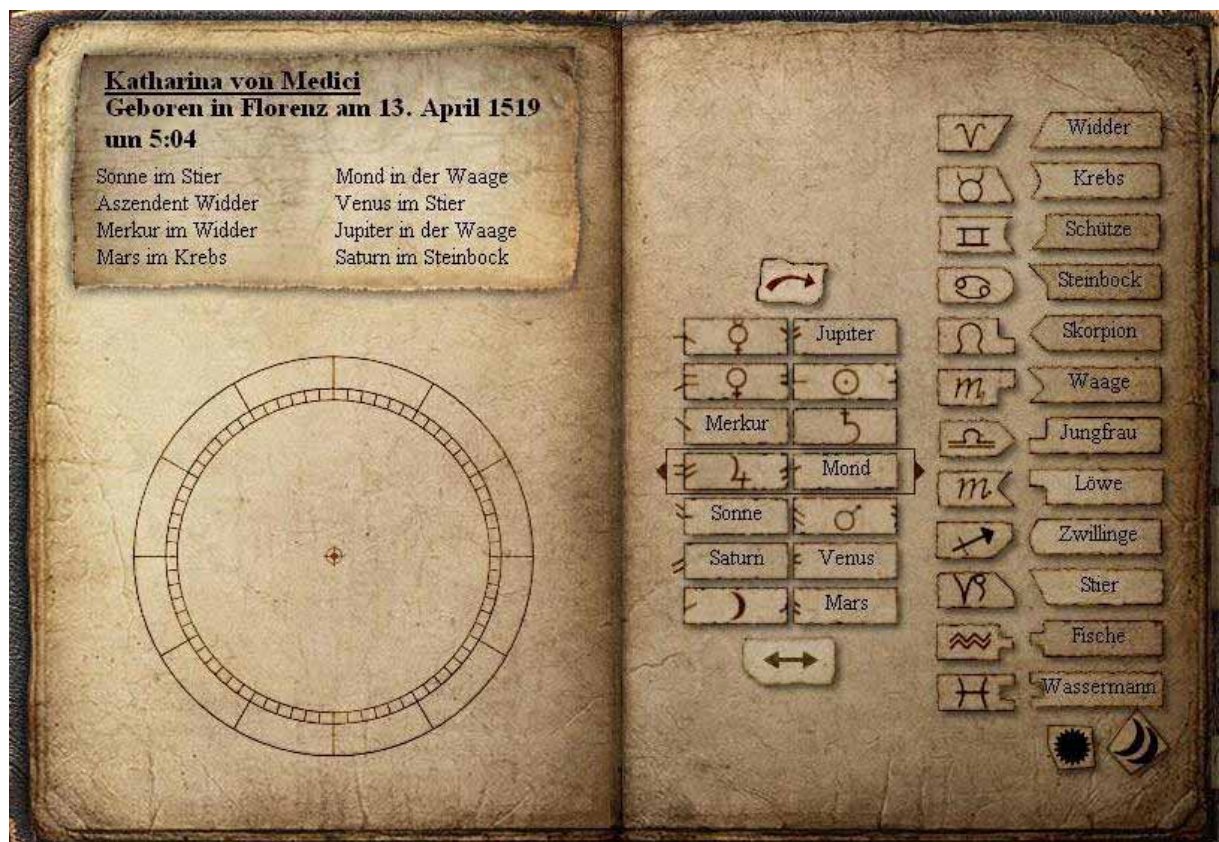 Katharina von Medici
Geboren in Florenz am 13. April 1519
um 5:04
Sonne im Stier
Aszendent Widder
Merkur im Widder
Mars im Krebs
Mond in der Waage
Venus im Stier
Jupiter in der Waage
Saturn im Steinbock
Jupiter
Merkur
Mond
Sonne
Saturn
Venus
Mars
Widder
Krebs
Schütze
Steinbock
Skorpion
Waage
Jungfrau
Löwe
Zwillinge
Stier
Fische
Wassermann